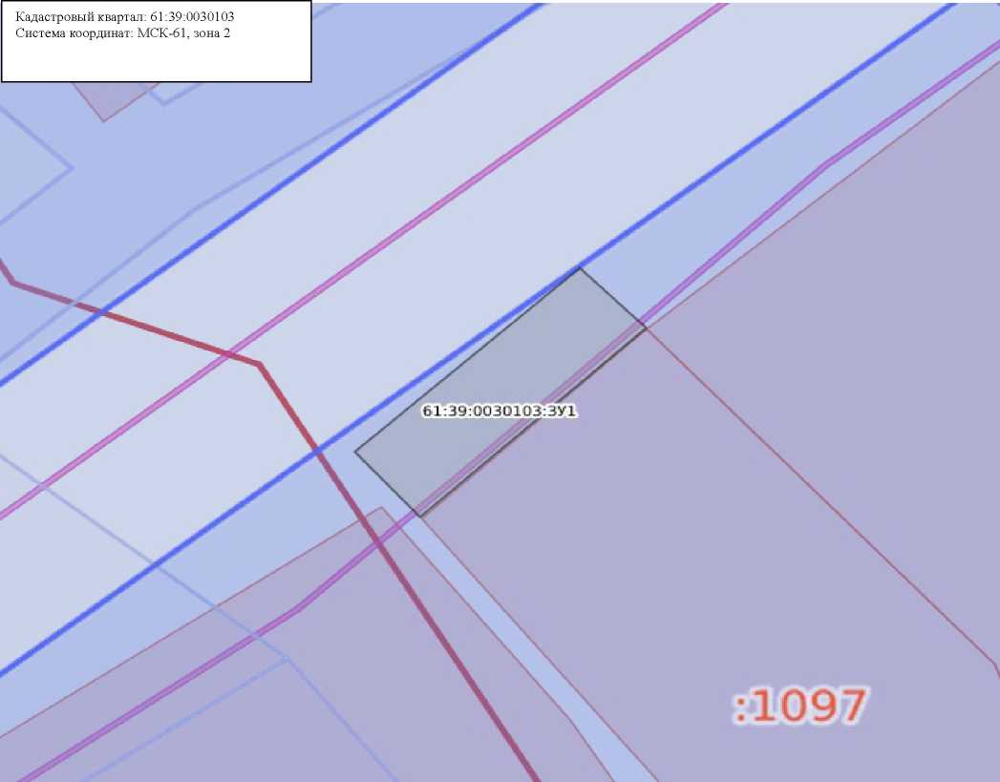 Кадастровый квартал: 61:39:0030103
Система координат: МСК-61, зона 2
61:39:0030103:ЗУ1
:1097